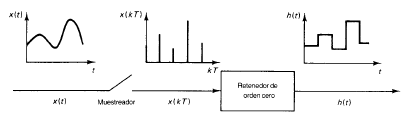 x(t)
x(kT)
h(t)
t
kT
t
Retenedor de
orden cero
x(t)
Muestreador
x(kT)
h(t)